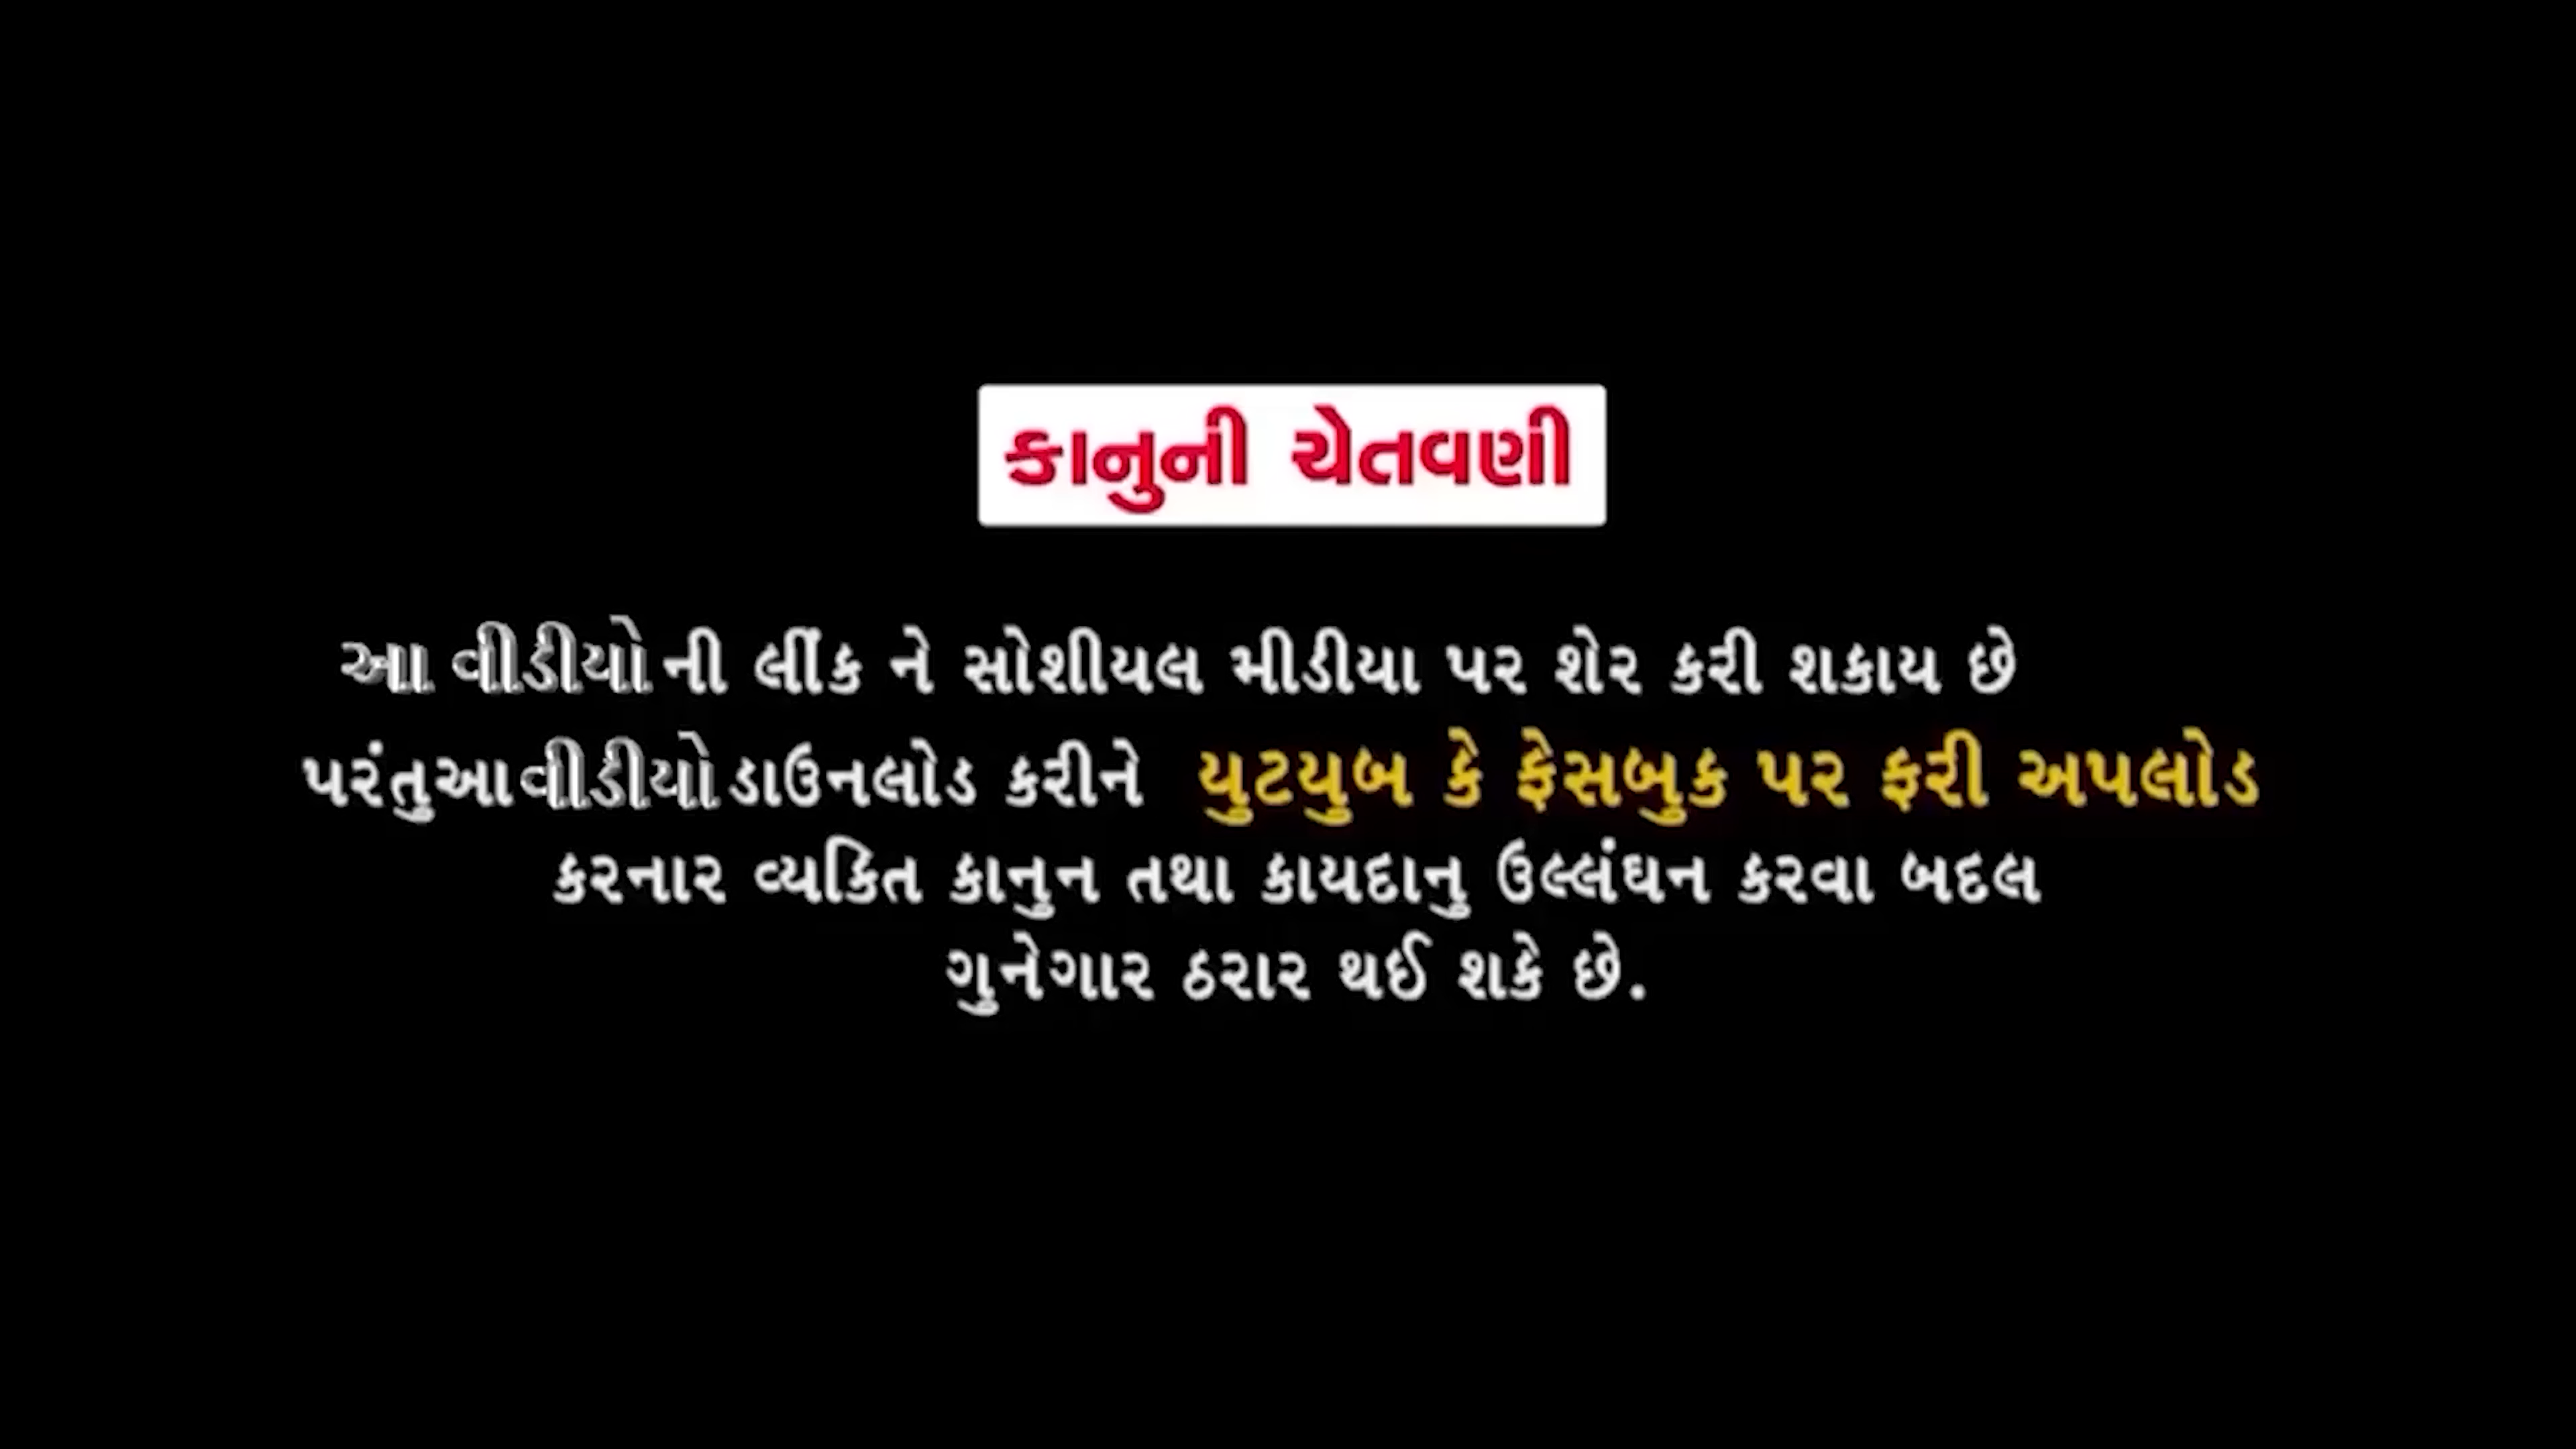 કાનુની ચેતવણી
આ વીડીયો ની લીંક ને સોશીયલ મીડીયા પર શેર કરી શકાય છે
પરંતુઆવીડીયો ડાઉનલોડ કરીને યુટયુબ કે ફેસબુક પર ફરી અપલોડ
કરનાર વ્યકિત કાનુન તથા કાયદાનુ ઉલ્લંઘન કરવા બદલ
ગુનેગાર ઠરાર થઈ શકે છે.